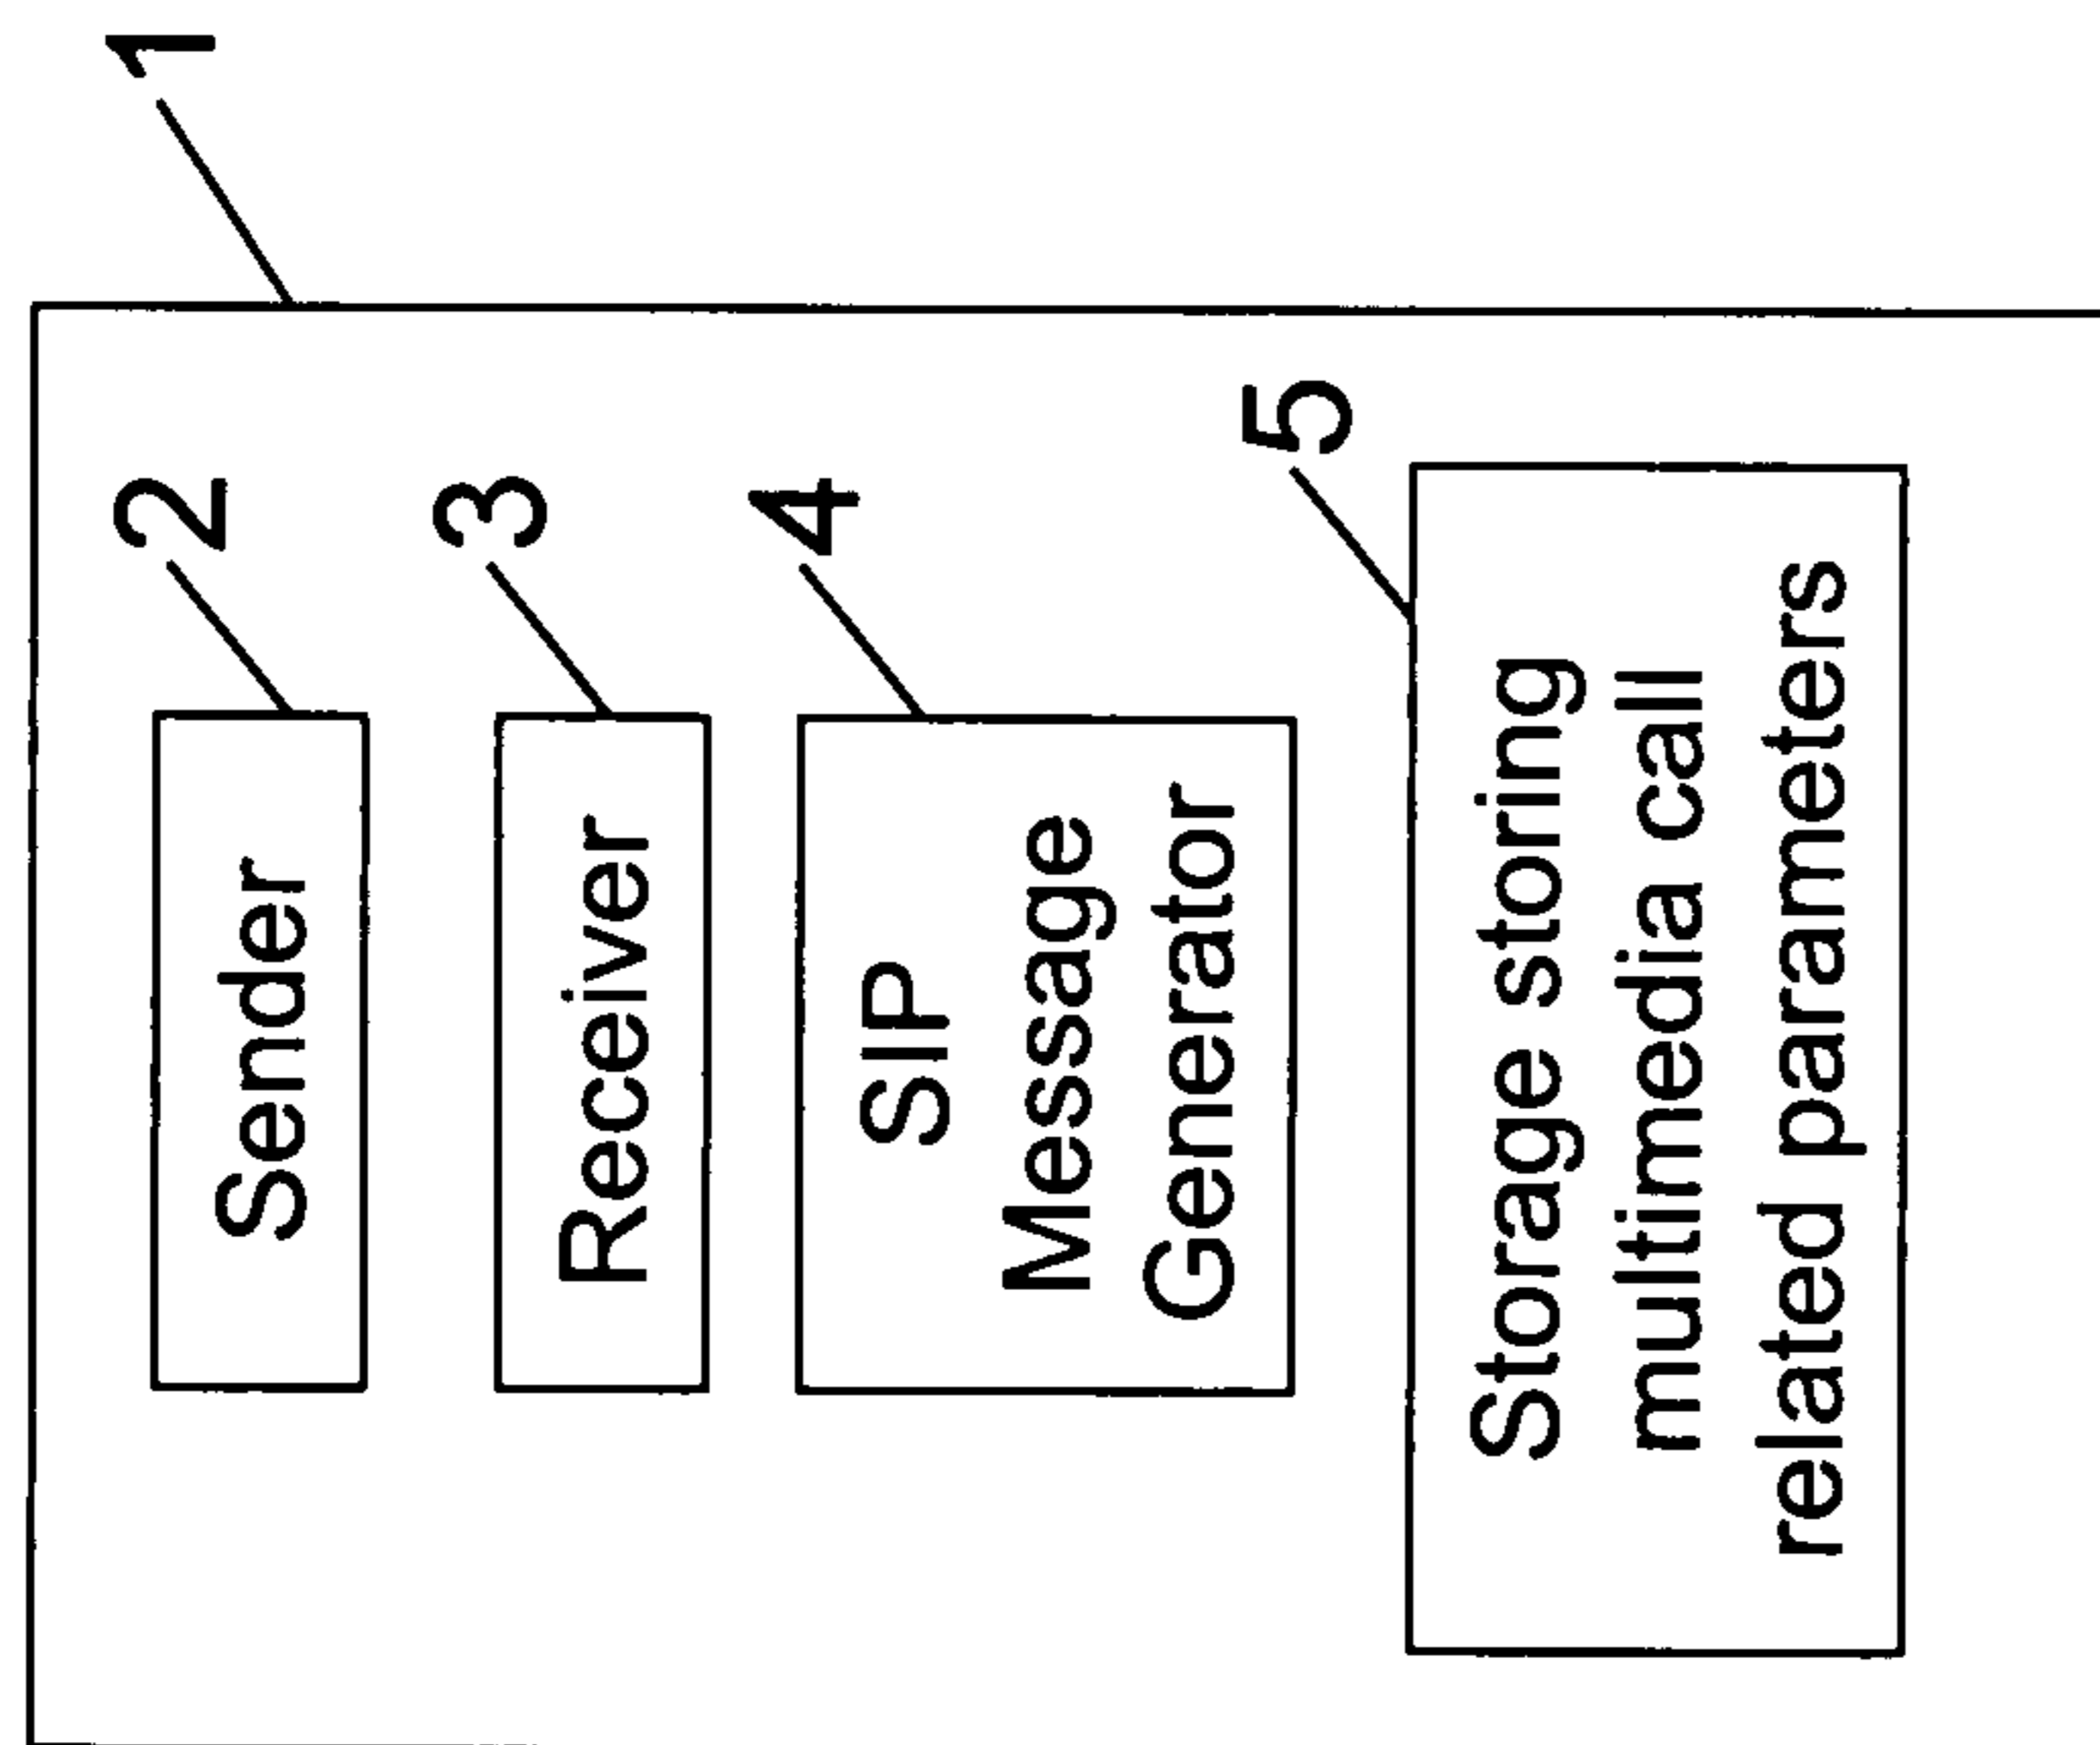 1
2
Sender
3
Receiver
4
SIP
Message
Generator
5
Storage storing
multimedia call
related parameters